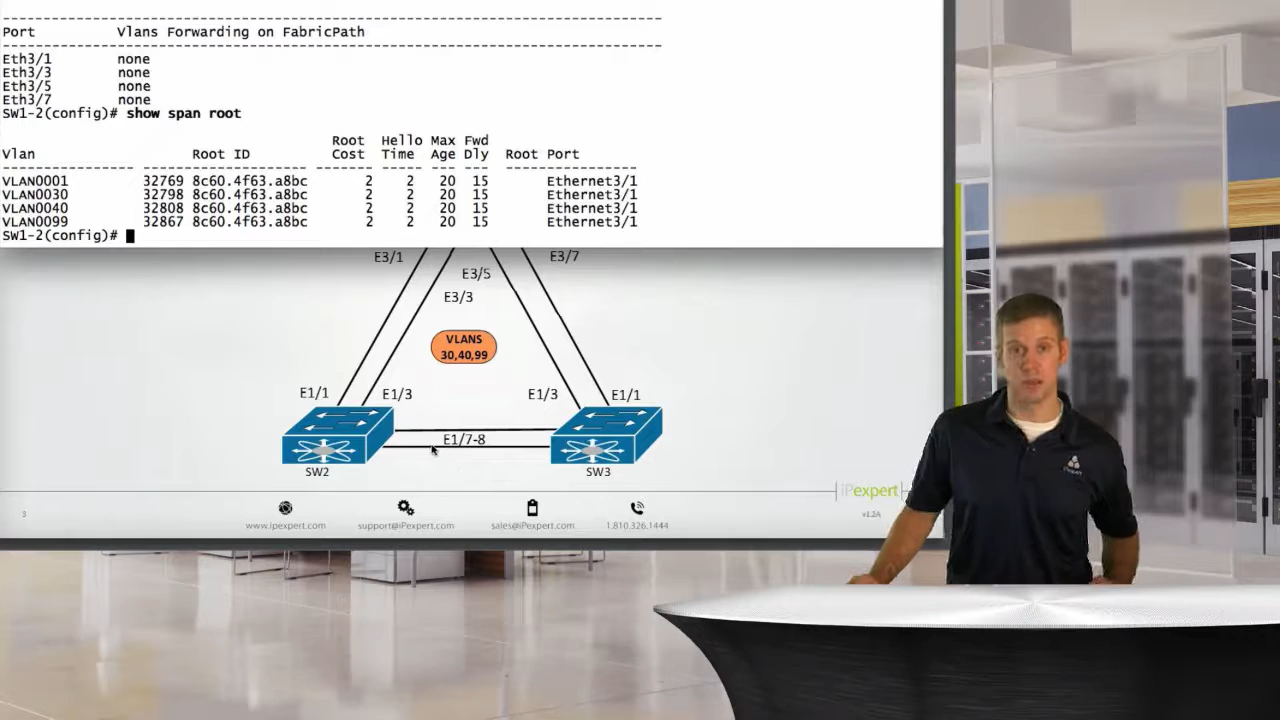 Port Vlans Forwarding on FabricPath
Eth3/1 none
Eth3/3 none
Eth3/5 none
Eth3/7 none
SW1-2(config)# show span root
Root Hello Max Fwd
Vlan Root ID Cost Time Age Dly Root Port
VLAN0001 32769 8c60.4f63.a8bc 2 2 20 15 Ethernet3/1
VLAN0030 32798 8c60.4f63.a8bc 2 2 20 15 Ethernet3/1
VLAN0040 32808 8c60.4f63.a8bc 2 2 20 15 Ethernet3/1
VLAN0099 32867 8c60.4f63.a8bc 2 2 20 15 Ethernet3/1
SW1-2(config)#
E3/1
E3/7
E3/5
E3/3
VLANS
30,40,99
E1/1
E1/3
E1/3
E1/1
E1/7-8
SW2
SW3
iPexpert
v1.2A
3
www.ipexpert.com
support@iPexpert.com
sales@iPexpert.com
1.810.326.1444